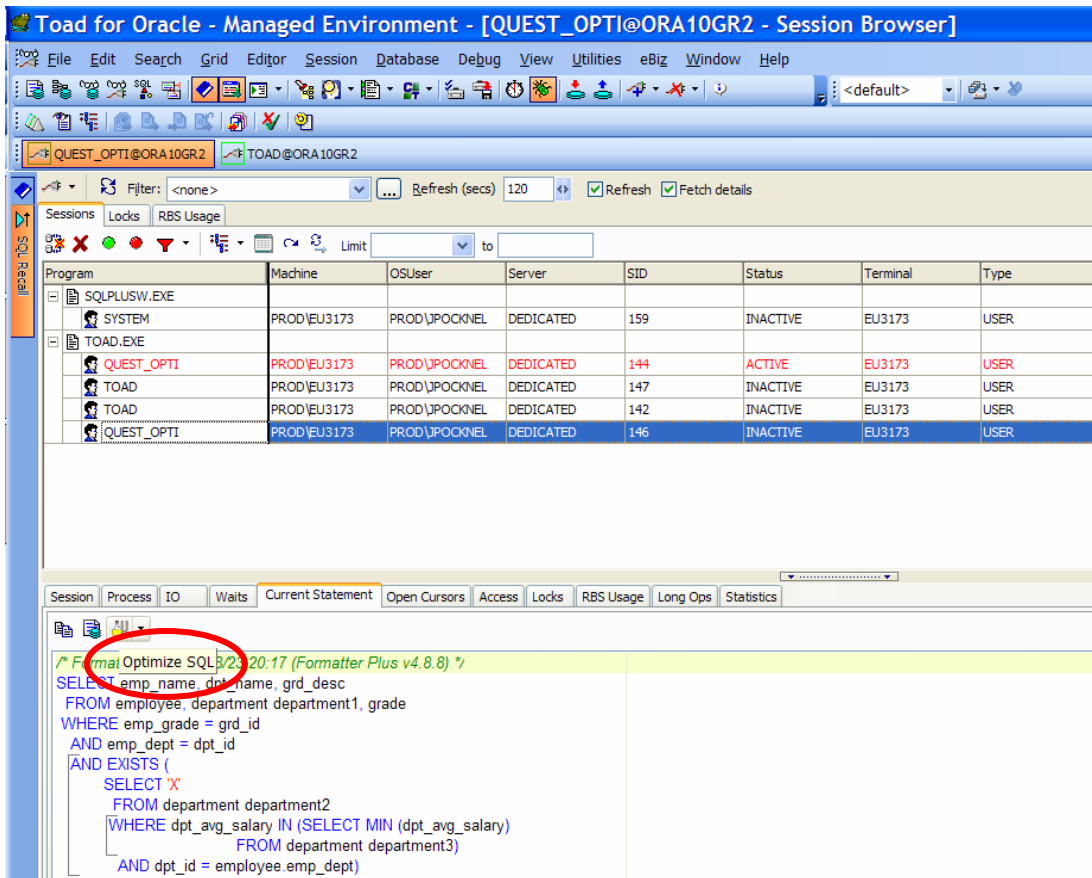 Toad for Oracle - Managed Environment - [QUEST_OPTI@ORA10GR2 - Session Browser]
File Edit Search Grid Editor Session Database Debug View Utilities eBiz Window Help
<default>
QUEST_OPTI@ORA10GR2 TOAD@ORA10GR2
Filter: <none> ... Refresh (secs) 120 Refresh Fetch details
Sessions Locks RBS Usage
SQL Recall
Limit to
Program Machine OSUser Server SID Status Terminal Type
SQLPLUSW.EXE
SYSTEM PROD\EU3173 PROD\JPOCKNEL DEDICATED 159 INACTIVE EU3173 USER
TOAD.EXE
QUEST_OPTI PROD\EU3173 PROD\JPOCKNEL DEDICATED 144 ACTIVE EU3173 USER
TOAD PROD\EU3173 PROD\JPOCKNEL DEDICATED 147 INACTIVE EU3173 USER
TOAD PROD\EU3173 PROD\JPOCKNEL DEDICATED 142 INACTIVE EU3173 USER
QUEST_OPTI PROD\EU3173 PROD\JPOCKNEL DEDICATED 146 INACTIVE EU3173 USER
Session Process IO Waits Current Statement Open Cursors Access Locks RBS Usage Long Ops Statistics
Optimize SQL
/* Format 3/23 20:17 (Formatter Plus v4.8.8) */
SELECT emp_name, dpt_name, grd_desc
FROM employee, department department1, grade
WHERE emp_grade = grd_id
AND emp_dept = dpt_id
AND EXISTS (
SELECT 'X'
FROM department department2
WHERE dpt_avg_salary IN (SELECT MIN (dpt_avg_salary)
FROM department department3)
AND dpt_id = employee.emp_dept)